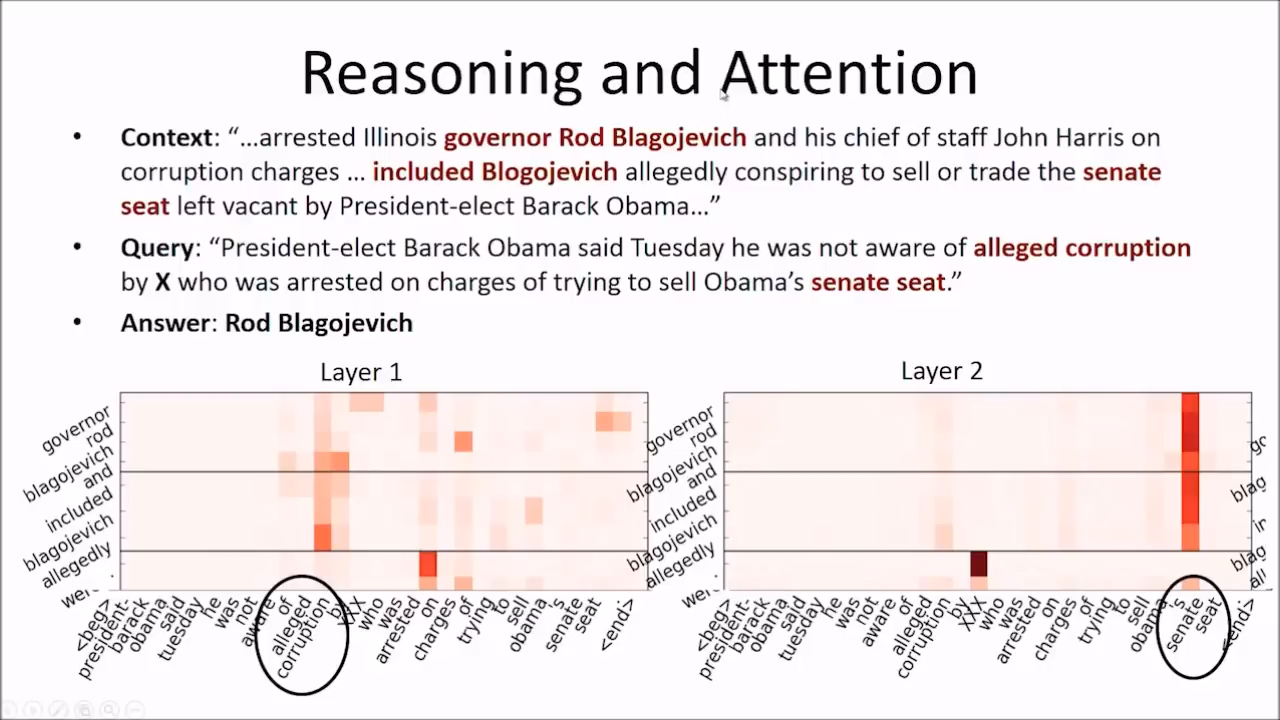 Reasoning and Attention
• Context: “…arrested Illinois governor Rod Blagojevich and his chief of staff John Harris on
corruption charges … included Blogojevich allegedly conspiring to sell or trade the senate
seat left vacant by President-elect Barack Obama…”
• Query: “President-elect Barack Obama said Tuesday he was not aware of alleged corruption
by X who was arrested on charges of trying to sell Obama’s senate seat.”
• Answer: Rod Blagojevich
Layer 1
Layer 2
governor
rod
blagojevich
and
included
blagojevich
allegedly
were
<beg>
president-
barack
obama
said
tuesday
he
was
not
aware
of
alleged
corruption
by
XX
who
was
arrested
on
charges
of
trying
to
sell
obama
senate
seat
<end>
governor
rod
blagojevich
and
included
blagojevich
allegedly
were
<beg>
president-
barack
obama
said
tuesday
he
was
not
aware
of
alleged
corruption
by
XX
who
was
arrested
on
charges
of
trying
to
sell
obama
's
senate
seat
<end>
go
blag
in
blag
all